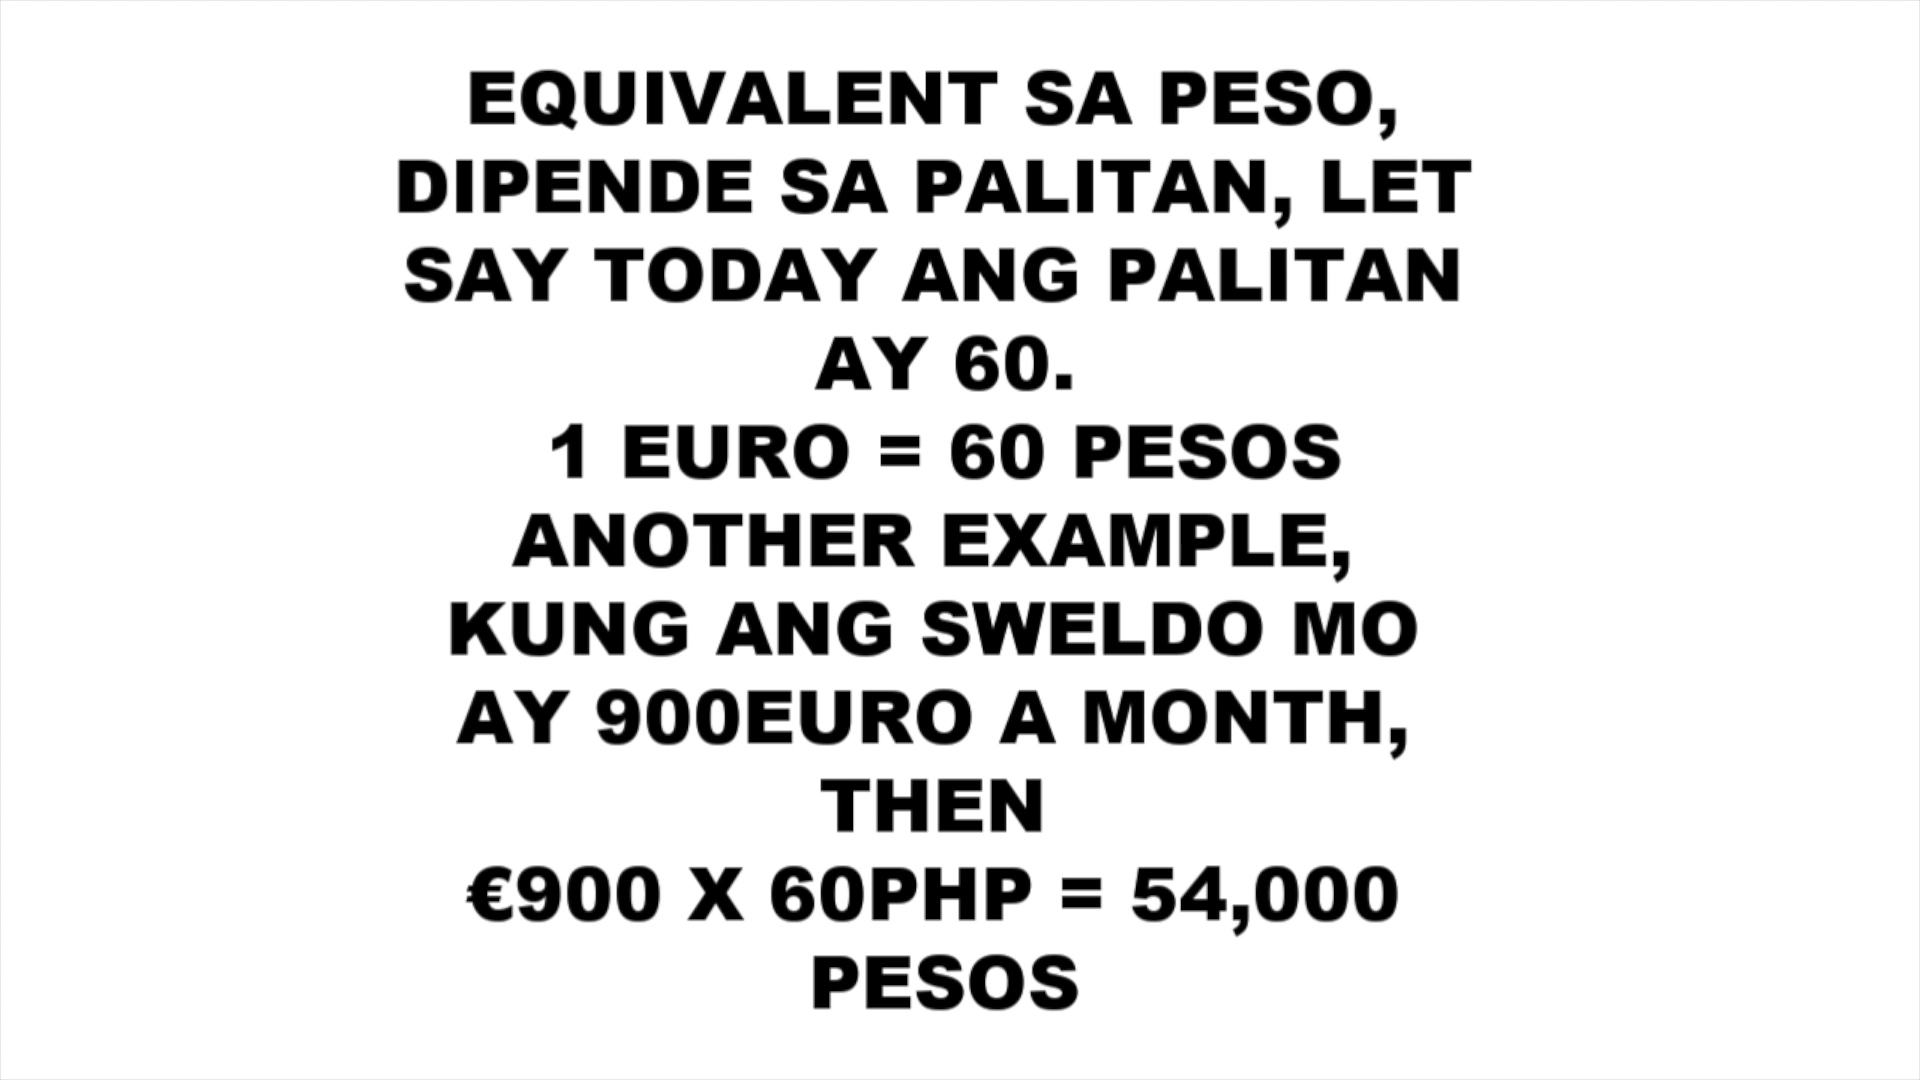 EQUIVALENT SA PESO,
DIPENDE SA PALITAN, LET
SAY TODAY ANG PALITAN
AY 60.
1 EURO = 60 PESOS
ANOTHER EXAMPLE,
KUNG ANG SWELDO MO
AY 900EURO A MONTH,
THEN
€900 X 60PHP = 54,000
PESOS